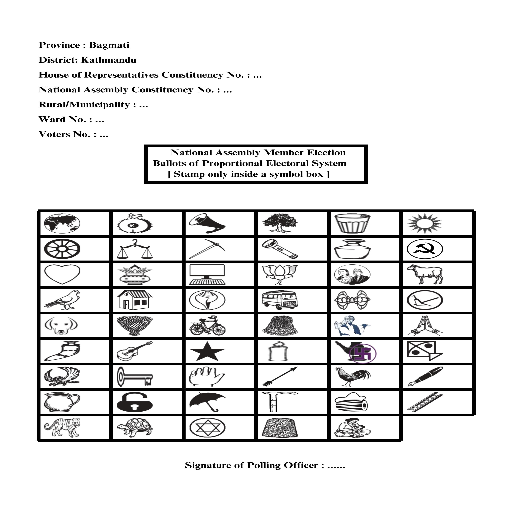 Province : Bagmati
District: Kathmandu
House of Representatives Constituency No. : ...
National Assembly Constituency No. : ...
Rural/Municipality : ...
Ward No. : ...
Voters No. : ...
National Assembly Member Election
Ballots of Proportional Electoral System
[ Stamp only inside a symbol box ]
Signature of Polling Officer : ......